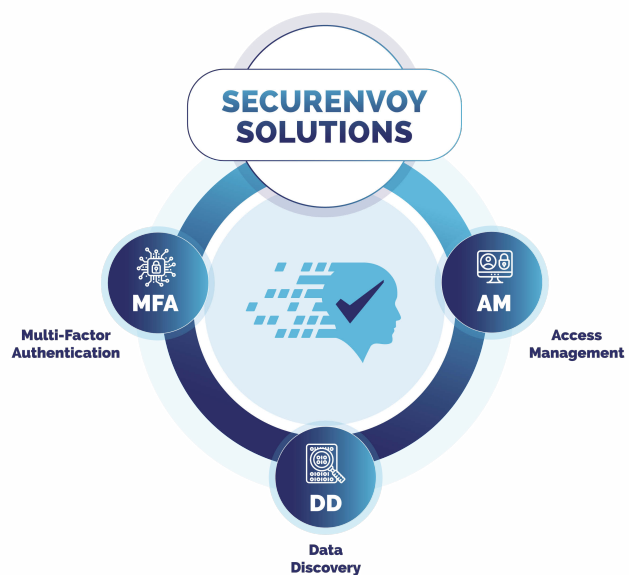 SECURENVOY
SOLUTIONS
MFA
Multi-Factor
Authentication
AM
Access
Management
DD
Data
Discovery